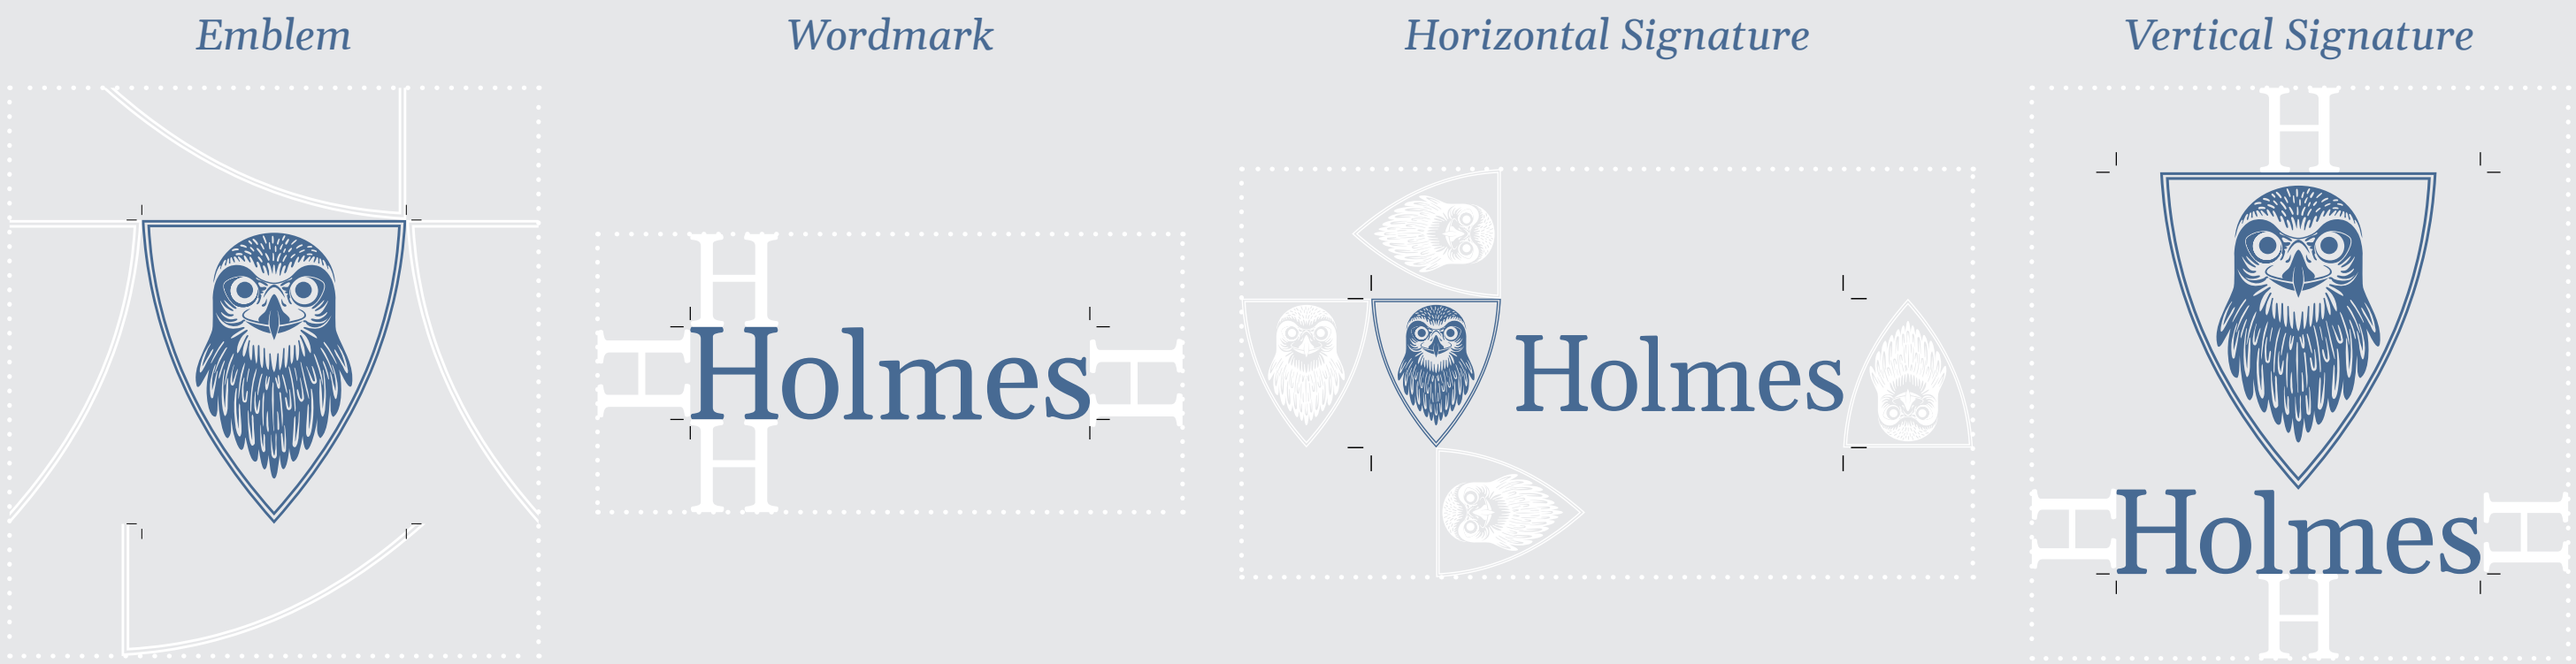 Emblem
Wordmark
Horizontal Signature
Vertical Signature
H
H Holmes H
H
Holmes
H
H Holmes H
H